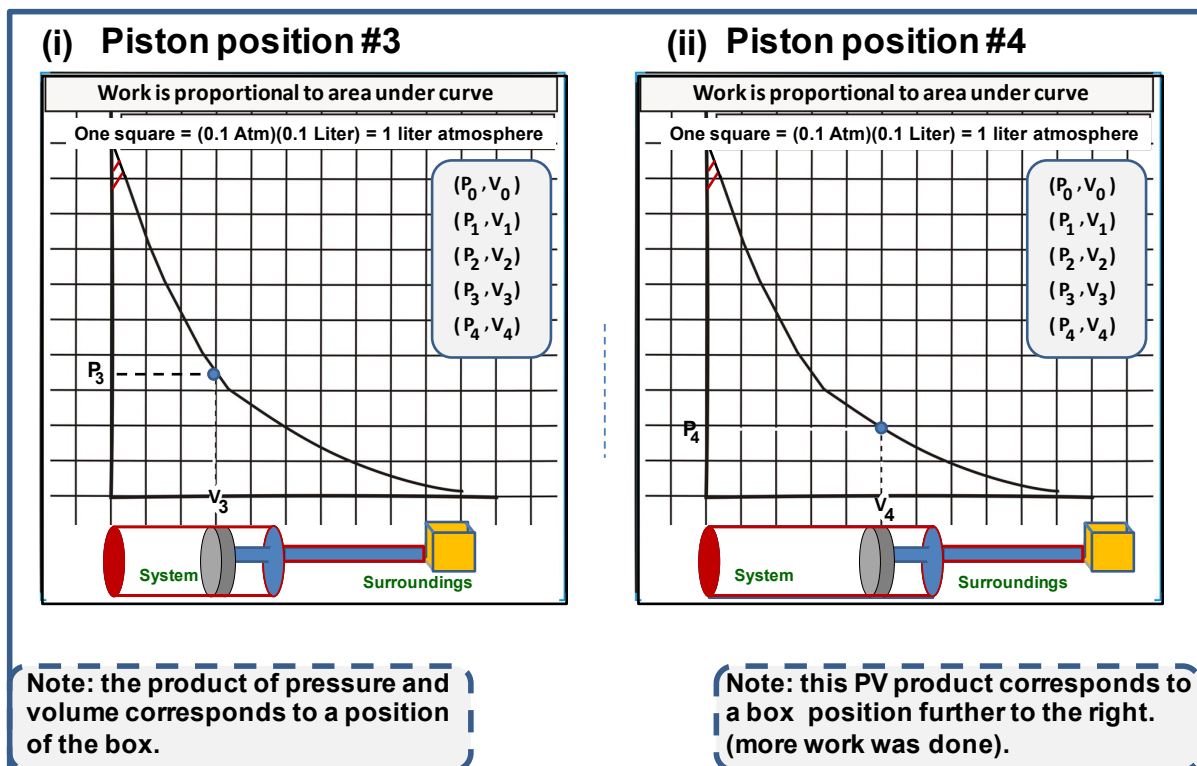 (i) Piston position #3
Work is proportional to area under curve
One square = (0.1 Atm)(0.1 Liter) = 1 liter atmosphere
(P0,V0)
(P1,V1)
(P2,V2)
(P3,V3)
(P4,V4)
P3
V3
System
Surroundings
Note: the product of pressure and
volume corresponds to a position
of the box.
(ii) Piston position #4
Work is proportional to area under curve
One square = (0.1 Atm)(0.1 Liter) = 1 liter atmosphere
(P0,V0)
(P1,V1)
(P2,V2)
(P3,V3)
(P4,V4)
P4
V4
System
Surroundings
Note: this PV product corresponds to
a box position further to the right.
(more work was done).